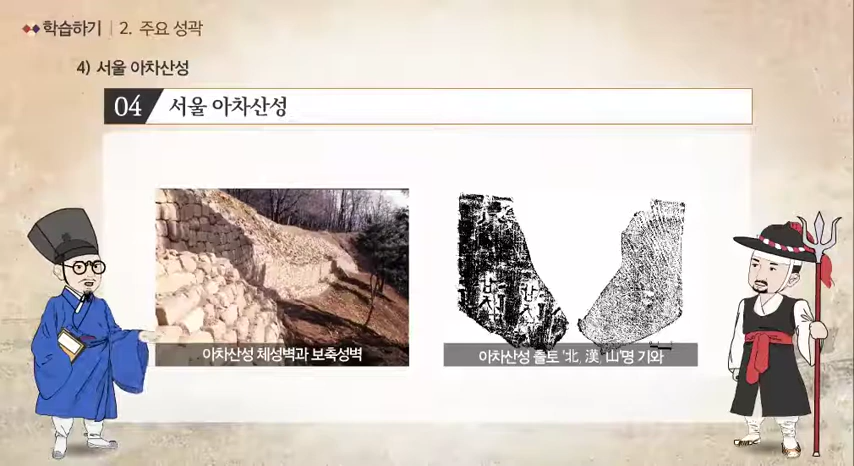 학습하기 | 2. 주요 성곽
4) 서울 아차산성
04 서울 아차산성
아차산성 체성벽과 보축성벽
아차산성 출토 '北, 漢, 山'명 기와